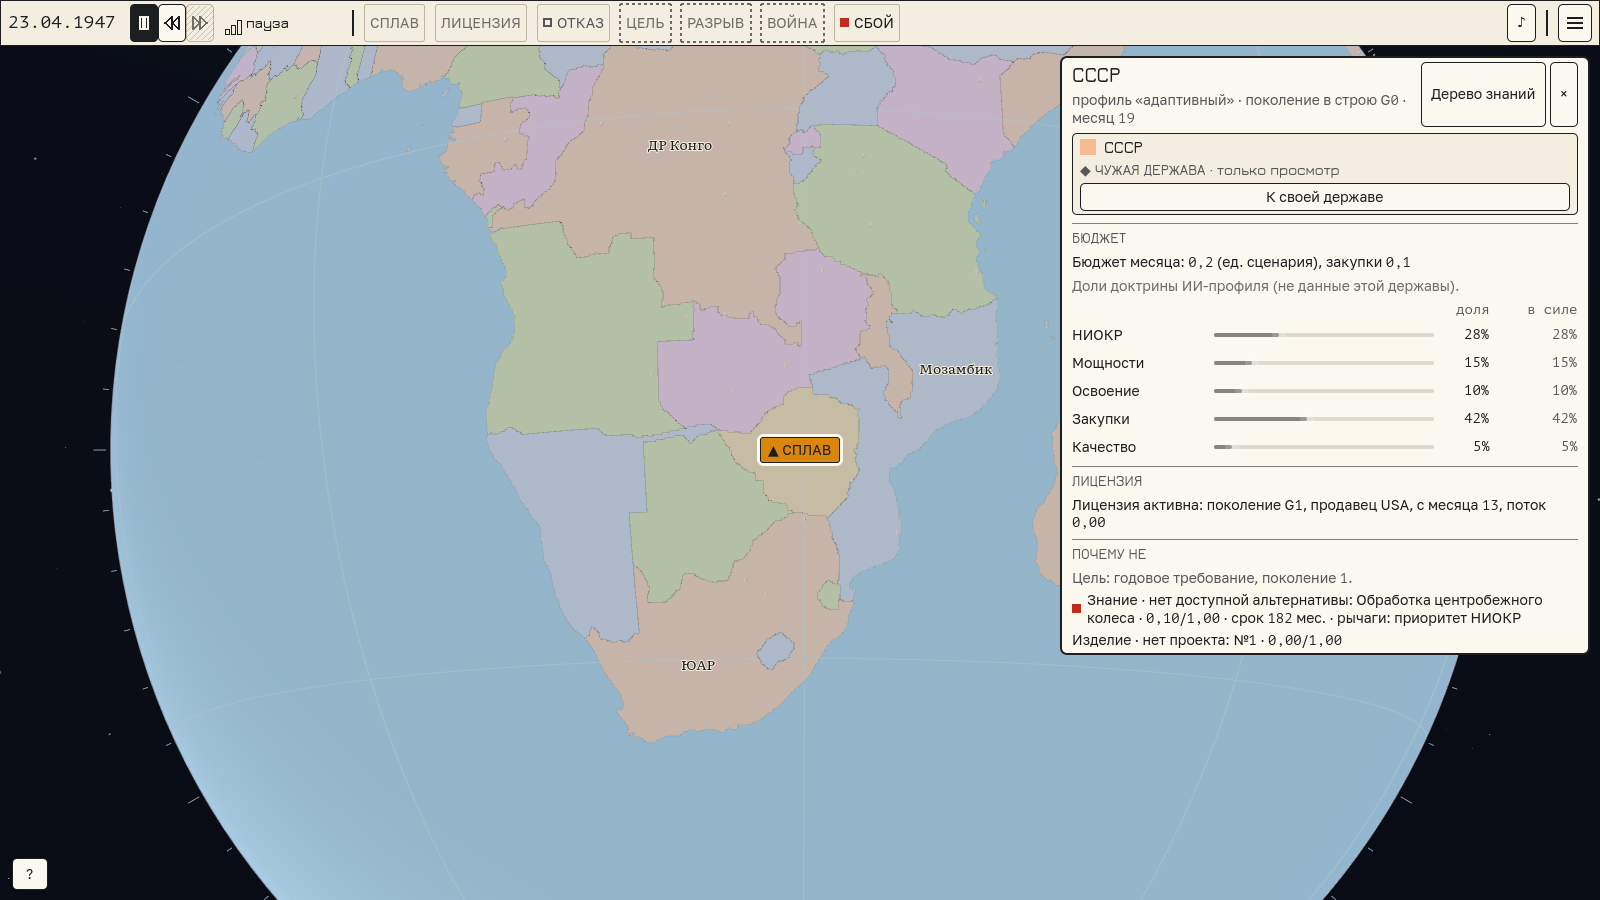 23.04.1947
пауза
СПЛАВ
ЛИЦЕНЗИЯ
ОТКАЗ
ЦЕЛЬ
РАЗРЫВ
ВОЙНА
СБОЙ
♪
ДР Конго
Мозамбик
▲ СПЛАВ
ЮАР
?
СССР
профиль «адаптивный» · поколение в строю G0 ·
месяц 19
Дерево знаний
×
СССР
◆ ЧУЖАЯ ДЕРЖАВА · только просмотр
К своей державе
БЮДЖЕТ
Бюджет месяца: 0,2 (ед. сценария), закупки 0,1
Доли доктрины ИИ-профиля (не данные этой державы).
доля в силе
НИОКР 28% 28%
Мощности 15% 15%
Освоение 10% 10%
Закупки 42% 42%
Качество 5% 5%
ЛИЦЕНЗИЯ
Лицензия активна: поколение G1, продавец USA, с месяца 13, поток
0,00
ПОЧЕМУ НЕ
Цель: годовое требование, поколение 1.
Знание · нет доступной альтернативы: Обработка центробежного
колеса · 0,10/1,00 · срок 182 мес. · рычаги: приоритет НИОКР
Изделие · нет проекта: №1 · 0,00/1,00